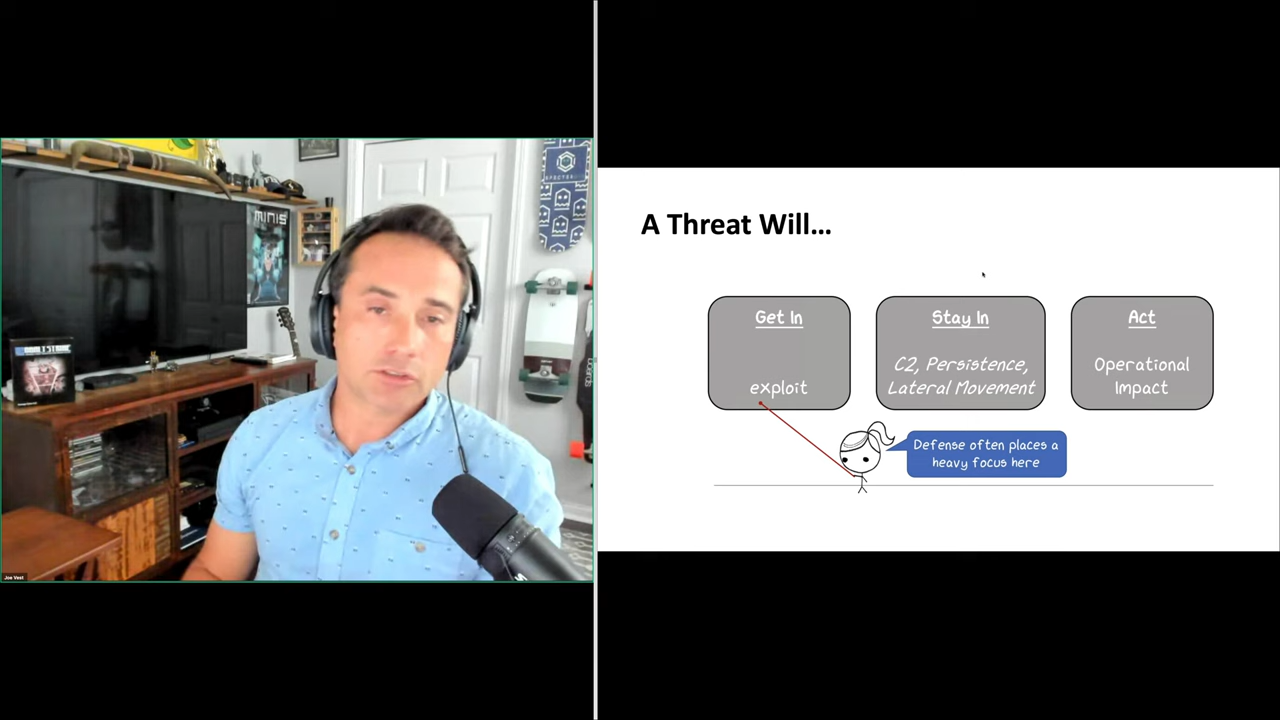 MINIS
SPECTER
Joe Vest
A Threat Will...
Get In
exploit
Stay In
C2, Persistence,
Lateral Movement
Act
Operational
Impact
Defense often places a
heavy focus here